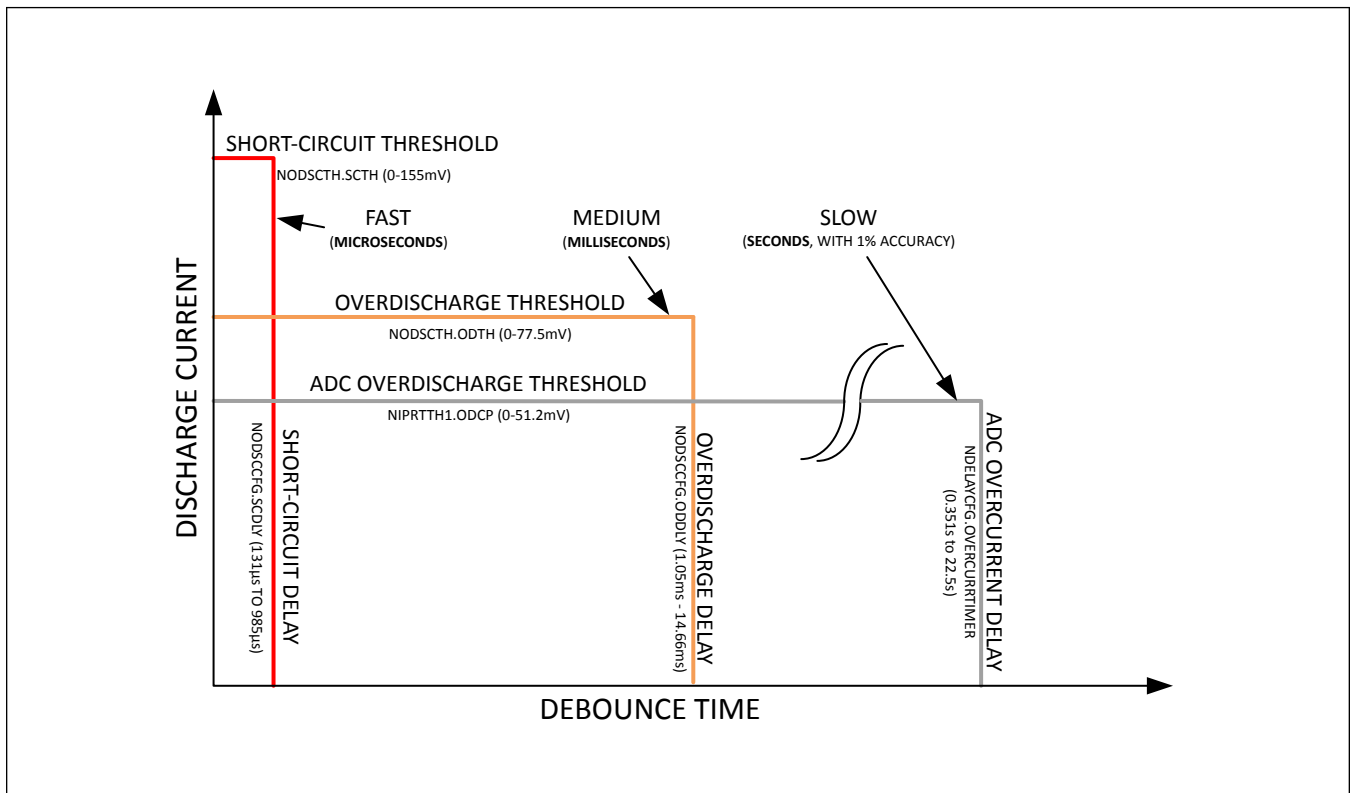 SHORT-CIRCUIT THRESHOLD
NODSCTH.SCTH (0-155mV)
FAST
(MICROSECONDS)
MEDIUM
(MILLISECONDS)
SLOW
(SECONDS, WITH 1% ACCURACY)
OVERDISCHARGE THRESHOLD
NODSCTH.ODTH (0-77.5mV)
ADC OVERDISCHARGE THRESHOLD
NIPRTTH1.ODCP (0-51.2mV)
DISCHARGE CURRENT
SHORT-CIRCUIT DELAY
NODSCCFG.SCDLY (131µs TO 985µs)
OVERDISCHARGE DELAY
NODSCCFG.ODDLY (1.05ms - 14.66ms)
ADC OVERCURRENT DELAY
NDELAYCFG.OVERCURRTIMER
(0.351s to 22.5s)
DEBOUNCE TIME